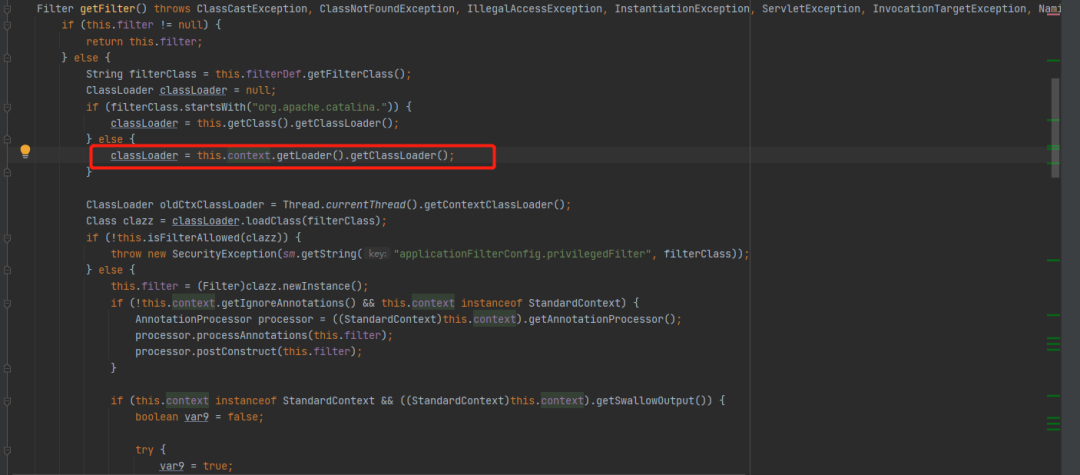 Filter getFilter() throws ClassCastException, ClassNotFoundException, IllegalAccessException, InstantiationException, ServletException, InvocationTargetException, Nami
if (this.filter != null) {
return this.filter;
} else {
String filterClass = this.filterDef.getFilterClass();
ClassLoader classLoader = null;
if (filterClass.startsWith("org.apache.catalina.")) {
classLoader = this.getClass().getClassLoader();
} else {
classLoader = this.context.getLoader().getClassLoader();
}
ClassLoader oldCtxClassLoader = Thread.currentThread().getContextClassLoader();
Class clazz = classLoader.loadClass(filterClass);
if (!this.isFilterAllowed(clazz)) {
throw new SecurityException(sm.getString( key: "applicationFilterConfig.privilegedFilter", filterClass));
} else {
this.filter = (Filter)clazz.newInstance();
if (!this.context.getIgnoreAnnotations() && this.context instanceof StandardContext) {
AnnotationProcessor processor = ((StandardContext)this.context).getAnnotationProcessor();
processor.processAnnotations(this.filter);
processor.postConstruct(this.filter);
}
if (this.context instanceof StandardContext && ((StandardContext)this.context).getSwallowOutput()) {
boolean var9 = false;
try {
var9 = true;